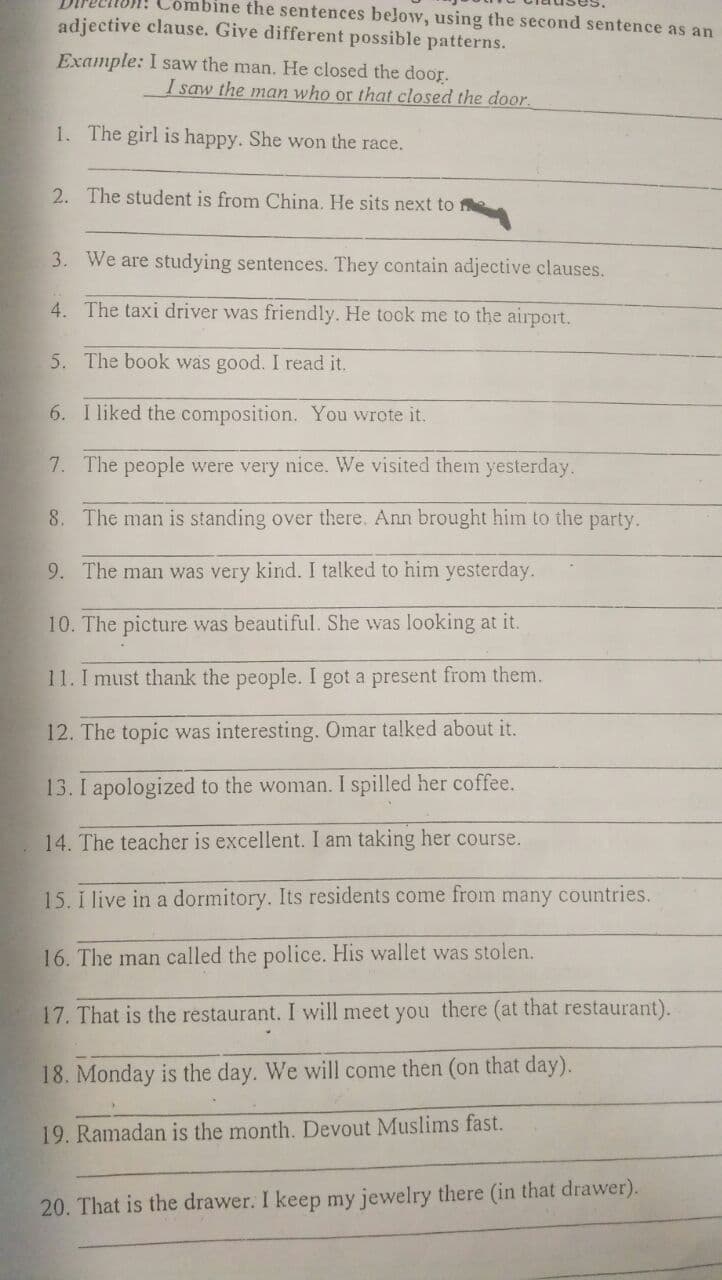 Direction: Combine the sentences below, using the second sentence as an
adjective clause. Give different possible patterns.
Example: I saw the man. He closed the door.
I saw the man who or that closed the door.
1. The girl is happy. She won the race.
2. The student is from China. He sits next to
3. We are studying sentences. They contain adjective clauses.
4. The taxi driver was friendly. He took me to the airport.
5. The book was good. I read it.
6. I liked the composition. You wrote it.
7. The people were very nice. We visited them yesterday.
8. The man is standing over there. Ann brought him to the party.
9. The man was very kind. I talked to him yesterday.
10. The picture was beautiful. She was looking at it.
11. I must thank the people. I got a present from them.
12. The topic was interesting. Omar talked about it.
13. I apologized to the woman. I spilled her coffee.
14. The teacher is excellent. I am taking her course.
15. I live in a dormitory. Its residents come from many countries.
16. The man called the police. His wallet was stolen.
17. That is the restaurant. I will meet you there (at that restaurant).
18. Monday is the day. We will come then (on that day).
19. Ramadan is the month. Devout Muslims fast.
20. That is the drawer. I keep my jewelry there (in that drawer).